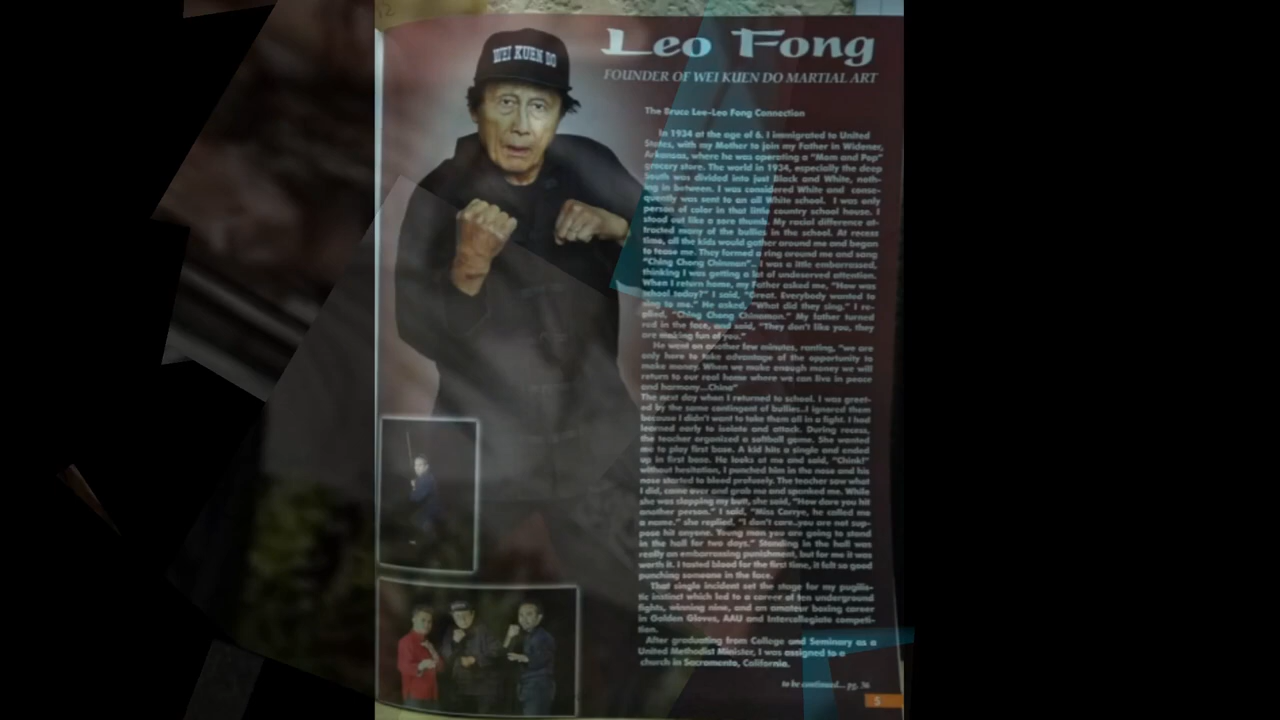 WEI KUEN DO
Leo Fong
FOUNDER OF WEI KUEN DO MARTIAL ART
The Bruce Lee-Leo Fong Connection
In 1934 at the age of 6. I immigrated to United
States, with my Mother to join my Father in Widener,
Arkansas, where he was operating a "Mom and Pop"
grocery store. The world in 1934, especially the deep
South was divided into just Black and White, noth-
ing in between. I was considered White and conse-
quently was sent to an all White school. I was only
person of color in that little country school house. I
stood out like a sore thumb. My racial difference at-
tracted many of the bullies in the school. At recess
time, all the kids would gather around me and began
to tease me. They formed a ring around me and sang
"Ching Chong Chinman".. I was a little embarrassed,
thinking I was getting a lot of undeserved attention.
When I return home, my Father asked me, "How was
school today?" I said, "Great. Everybody wanted to
sing to me." He asked, "What did they sing." I re-
plied, "Ching Chong Chinaman." My father turned
red in the face, and said, "They don't like you, they
are making fun of you."
He went on another few minutes, ranting, "we are
only here to take advantage of the opportunity to
make money. When we make enough money we will
return to our real home where we can live in peace
and harmony...China"
The next day when I returned to school. I was greet-
ed by the same contingent of bullies..I ignored them
because I didn't want to take them all in a fight. I had
learned early to isolate and attack. During recess,
the teacher organized a softball game. She wanted
me to play first base. A kid hits a single and ended
up in first base. He looks at me and said, "Chink!"
without hesitation, I punched him in the nose and his
nose started to bleed profusely. The teacher saw what
I did, came over and grab me and spanked me. While
she was slapping my butt, she said, "How dare you hit
another person." I said, "Miss Carrye, he called me
a name." she replied. "I don't care..you are not sup-
pose hit anyone. Young man you are going to stand
in the hall for two days." Standing in the hall was
really an embarrassing punishment, but for me it was
worth it. I tasted blood for the first time, it felt so good
punching someone in the face.
That single incident set the stage for my pugilis-
tic instinct which led to a career of ten underground
fights, winning nine, and an amateur boxing career
in Golden Gloves, AAU and Intercollegiate competi-
tion.
After graduating from College and Seminary as a
United Methodist Minister, I was assigned to a
church in Sacramento, California.
to be continued... pg. 76
5